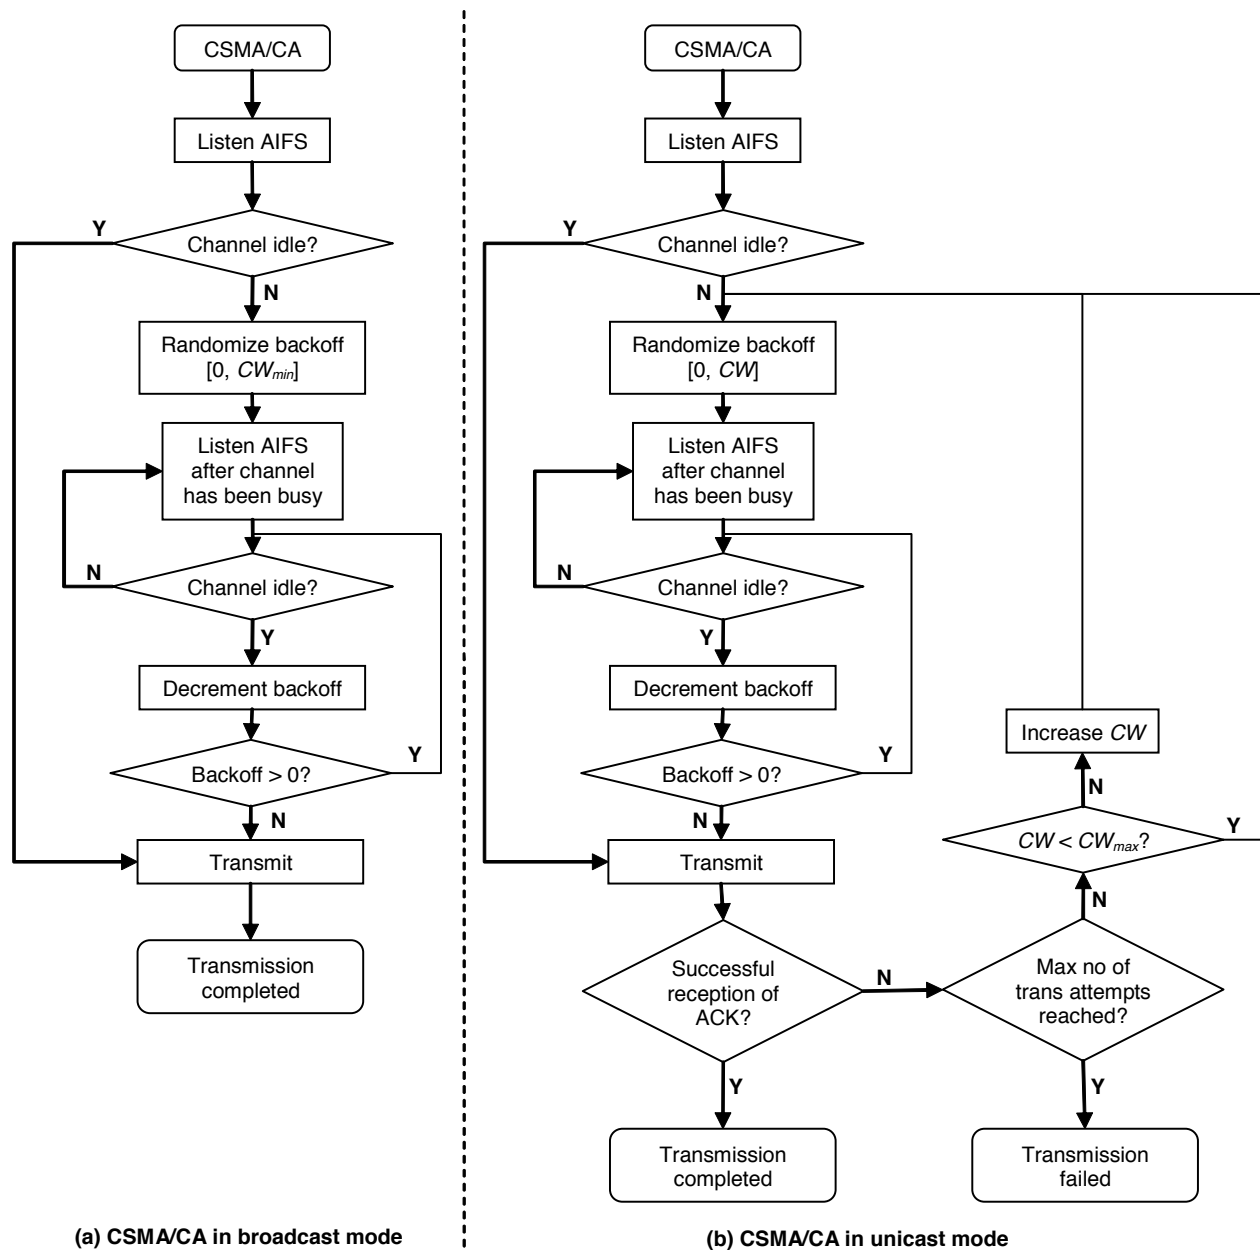 CSMA/CA
Listen AIFS
Y
Channel idle?
N
Randomize backoff
[0, CWmin]
Listen AIFS
after channel
has been busy
N
Channel idle?
Y
Decrement backoff
Y
Backoff > 0?
N
Transmit
Transmission
completed
(a) CSMA/CA in broadcast mode
CSMA/CA
Listen AIFS
Y
Channel idle?
N
Randomize backoff
[0, CW]
Listen AIFS
after channel
has been busy
N
Channel idle?
Y
Decrement backoff
Y
Backoff > 0?
N
Transmit
Successful
reception of
ACK?
N
Y
Transmission
completed
Increase CW
N
Y
CW < CWmax?
N
Max no of
trans attempts
reached?
Y
Transmission
failed
(b) CSMA/CA in unicast mode